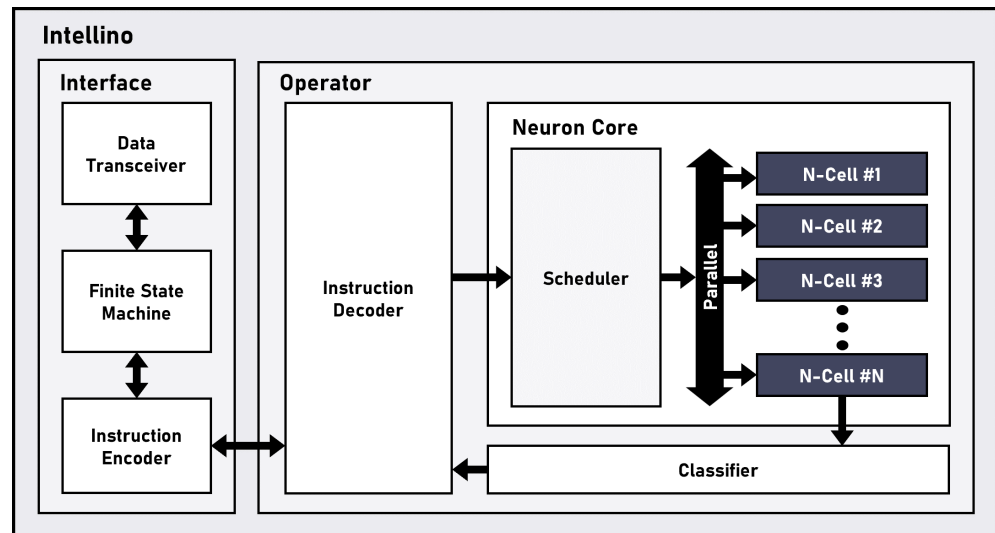 Intellino
Interface
Data
Transceiver
Finite State
Machine
Instruction
Encoder
Operator
Instruction
Decoder
Neuron Core
Scheduler
Parallel
N-Cell #1
N-Cell #2
N-Cell #3
N-Cell #N
Classifier